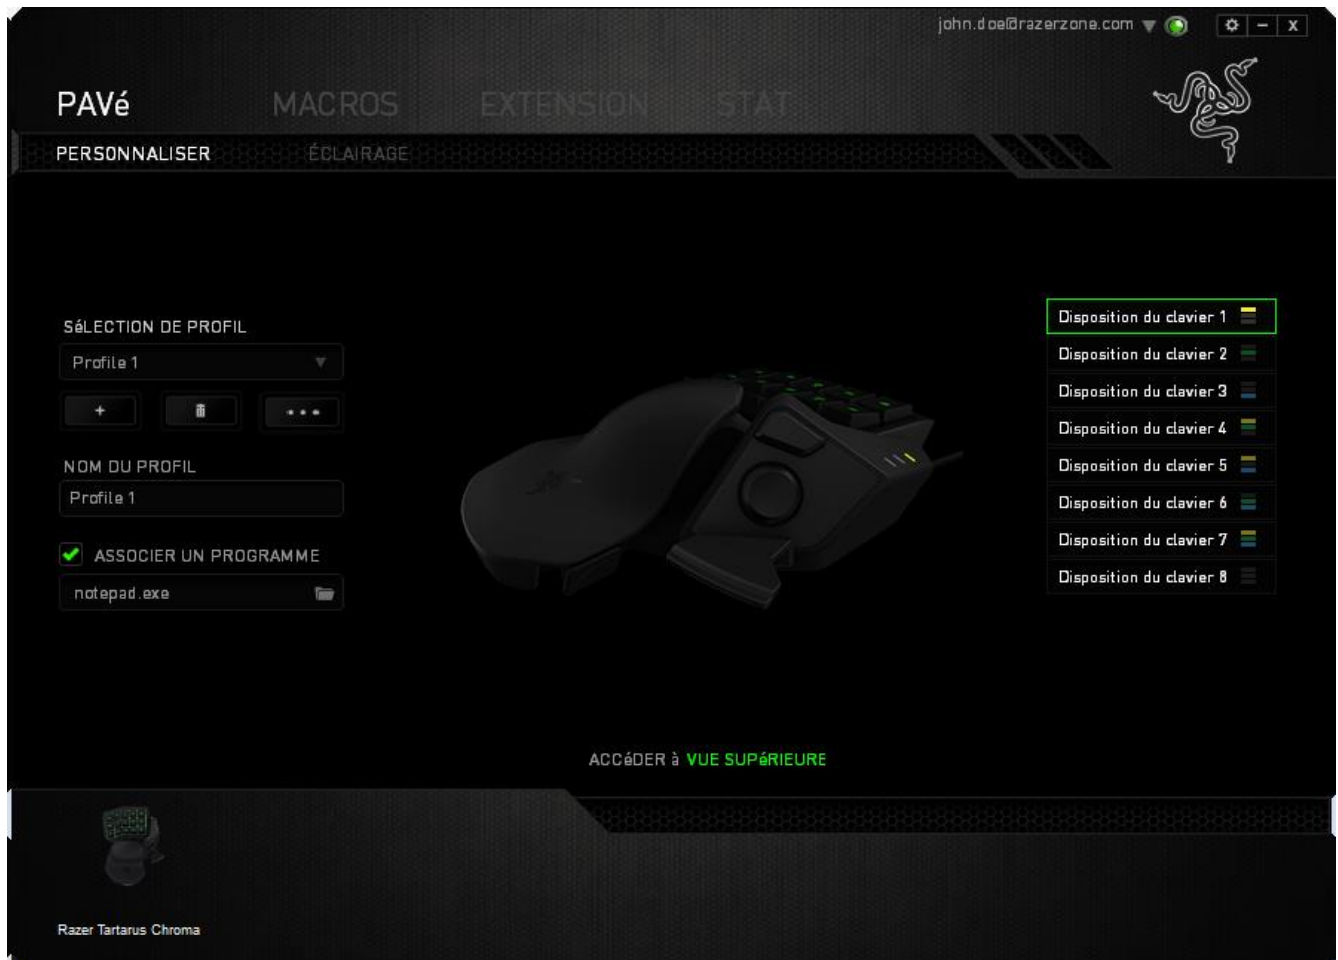 john.doe@razerzone.com
x
PAVé MACROS EXTENSION STAT
PERSONNALISER ÉCLAIRAGE
SéLECTION DE PROFIL
Profile 1
+
NOM DU PROFIL
Profile 1
ASSOCIER UN PROGRAMME
notepad.exe
Disposition du clavier 1
Disposition du clavier 2
Disposition du clavier 3
Disposition du clavier 4
Disposition du clavier 5
Disposition du clavier 6
Disposition du clavier 7
Disposition du clavier 8
ACCéDER à VUE SUPéRIEURE
Razer Tartarus Chroma